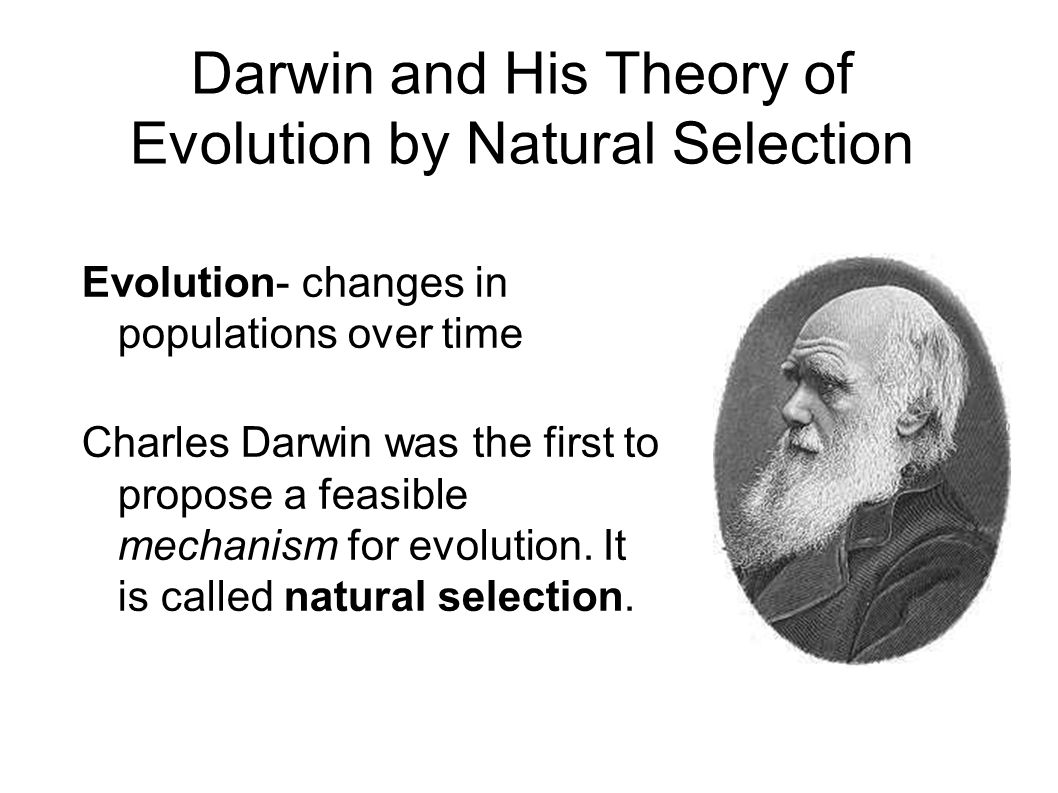 Darwin and His Theory of
Evolution by Natural Selection
Evolution- changes in
populations over time
Charles Darwin was the first to
propose a feasible
mechanism for evolution. It
is called natural selection.